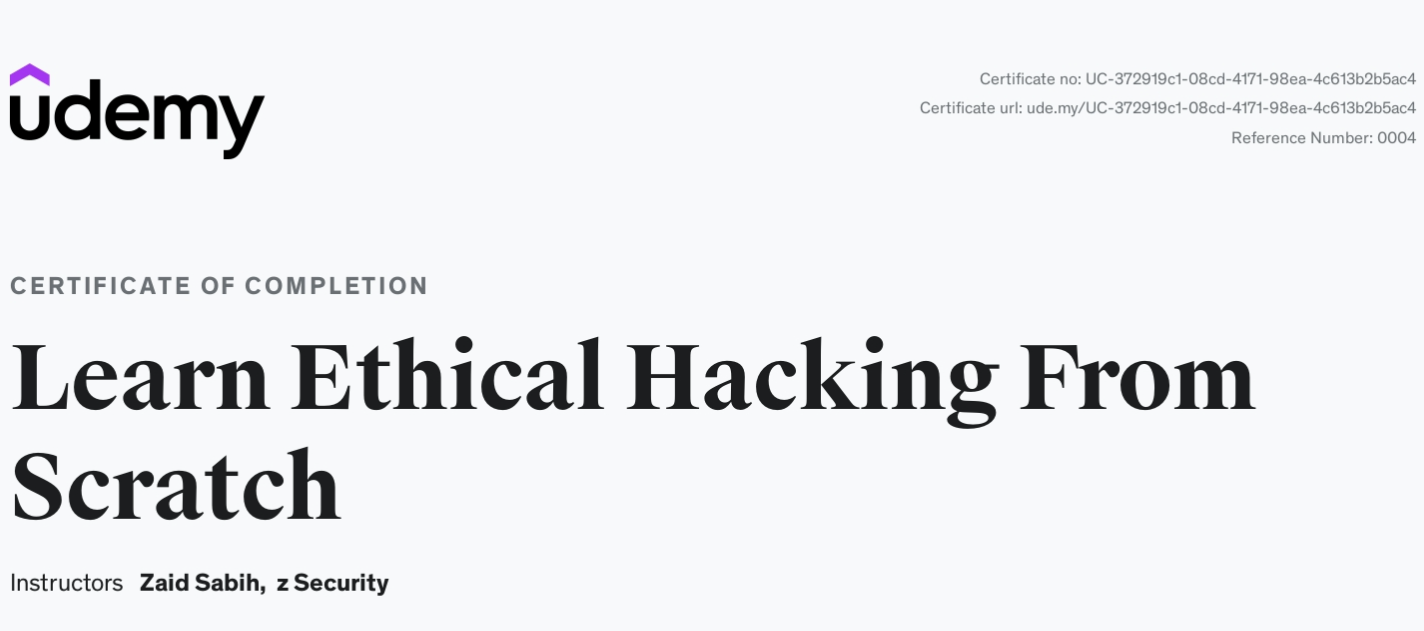 udemy
Certificate no: UC-372919c1-08cd-4171-98ea-4c613b2b5ac4
Certificate url: ude.my/UC-372919c1-08cd-4171-98ea-4c613b2b5ac4
Reference Number: 0004
CERTIFICATE OF COMPLETION
Learn Ethical Hacking From
Scratch
Instructors Zaid Sabih, z Security